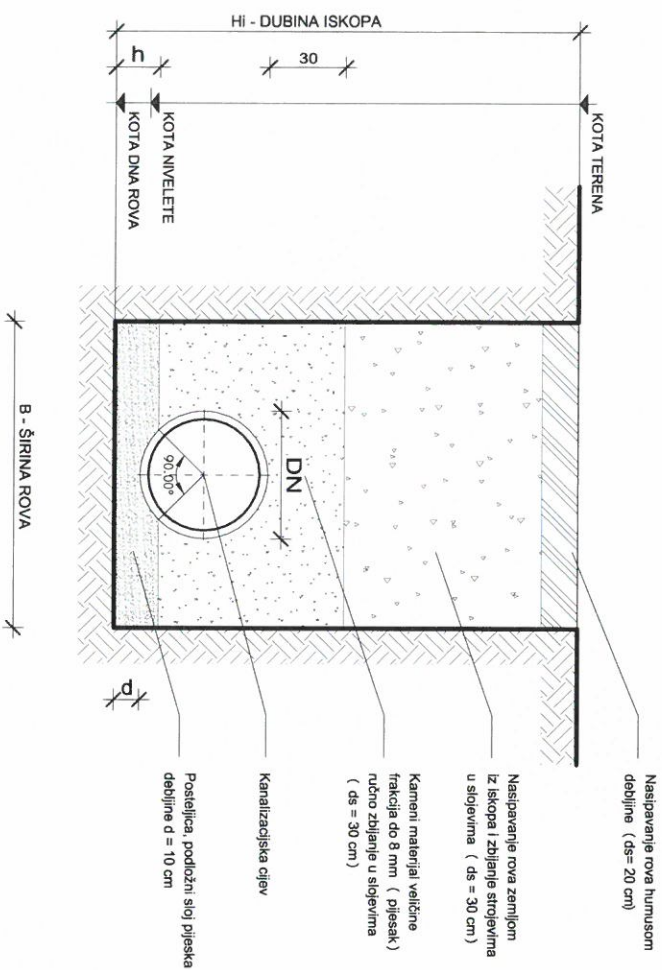 Hi - DUBINA ISKOPA
h
30
KOTA TERENA
KOTA NIVELETE
KOTA DNA ROVA
B - ŠIRINA ROVA
DN
90.00°
d
Nasipavanje rova humusom
debljine ( ds= 20 cm)
Nasipavanje rova zemljom
iz iskopa i zbijanje strojevima
u slojevima ( ds = 30 cm )
Kameni materijal veličine
frakcija do 8 mm ( pijesak )
ručno zbijanje u slojevima
( ds = 30 cm )
Kanalizacijska cijev
Posteljica, podložni sloj pijeska
debljine d = 10 cm